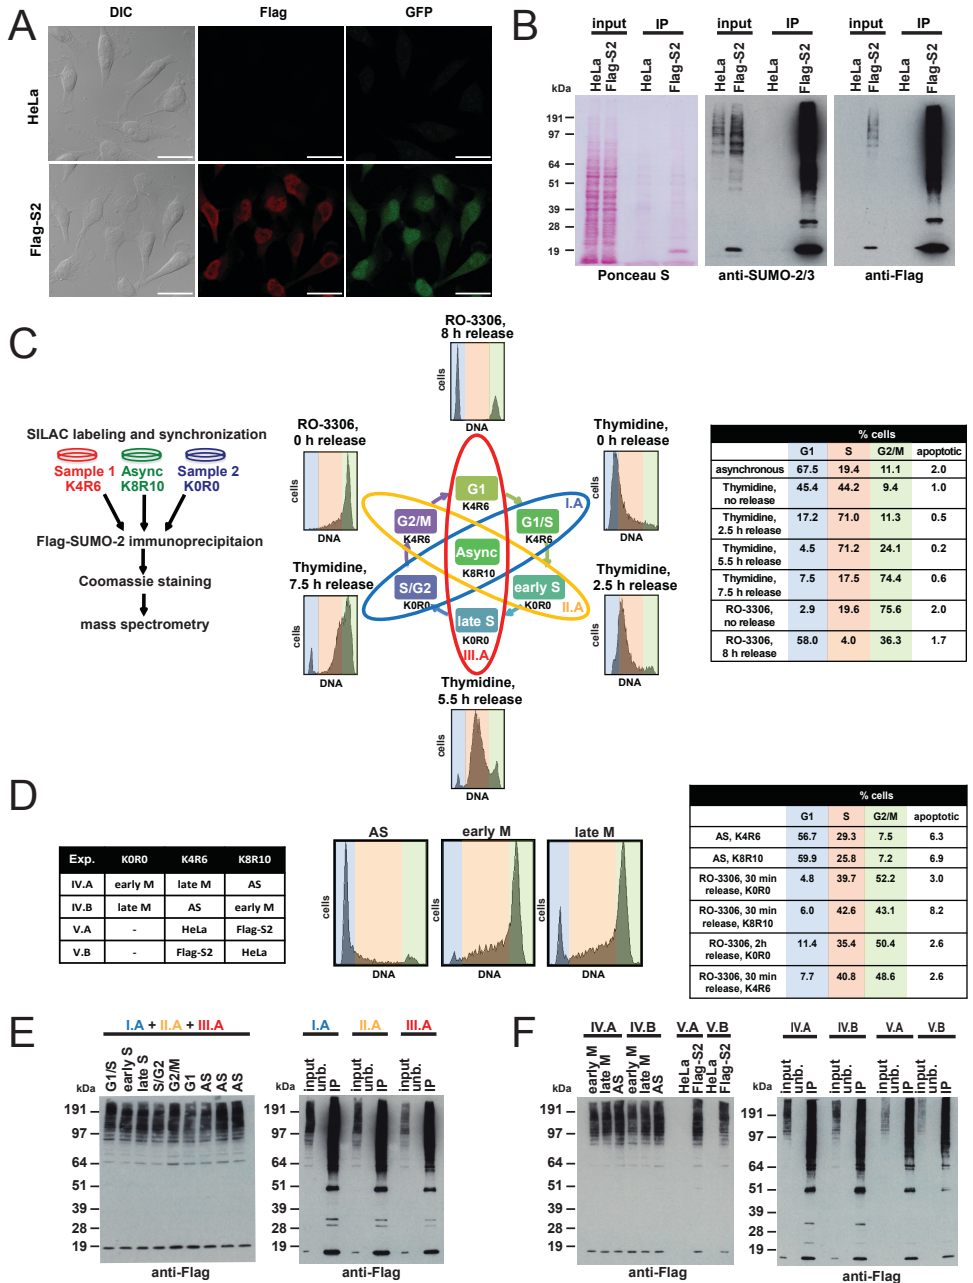 A
DIC Flag GFP
HeLa
Flag-S2
B
input IP input IP input IP
HeLa Flag-S2 HeLa Flag-S2 HeLa Flag-S2 HeLa Flag-S2 HeLa Flag-S2 HeLa Flag-S2
kDa
191
97
64
51
39
28
19
Ponceau S anti-SUMO-2/3 anti-Flag
C
SILAC labeling and synchronization
Sample 1 Async Sample 2
K4R6 K8R10 K0R0
Flag-SUMO-2 immunoprecipitaion
Coomassie staining
mass spectrometry
RO-3306,
8 h release
cells
DNA
RO-3306,
0 h release
cells
DNA
Thymidine,
0 h release
cells
DNA
Thymidine,
7.5 h release
cells
DNA
Thymidine,
2.5 h release
cells
DNA
Thymidine,
5.5 h release
cells
DNA
G1
K4R6
G2/M
K4R6
G1/S
K4R6
Async
K8R10
S/G2
K0R0
early S
K0R0
late S
K0R0
I.A
II.A
III.A
% cells
G1 S G2/M apoptotic
asynchronous 67.5 19.4 11.1 2.0
Thymidine, no release 45.4 44.2 9.4 1.0
Thymidine, 2.5 h release 17.2 71.0 11.3 0.5
Thymidine, 5.5 h release 4.5 71.2 24.1 0.2
Thymidine, 7.5 h release 7.5 17.5 74.4 0.6
RO-3306, no release 2.9 19.6 75.6 2.0
RO-3306, 8 h release 58.0 4.0 36.3 1.7
D
Exp. K0R0 K4R6 K8R10
IV.A early M late M AS
IV.B late M AS early M
V.A - HeLa Flag-S2
V.B - Flag-S2 HeLa
AS early M late M
cells cells cells
DNA DNA DNA
% cells
G1 S G2/M apoptotic
AS, K4R6 56.7 29.3 7.5 6.3
AS, K8R10 59.9 25.8 7.2 6.9
RO-3306, 30 min release, K0R0 4.8 39.7 52.2 3.0
RO-3306, 30 min release, K8R10 6.0 42.6 43.1 8.2
RO-3306, 2h release, K0R0 11.4 35.4 50.4 2.6
RO-3306, 30 min release, K4R6 7.7 40.8 48.6 2.6
E
I.A + II.A + III.A
G1/S early S late S S/G2 G2/M G1 AS AS AS
kDa
191
97
64
51
39
28
19
anti-Flag
I.A II.A III.A
input unb. IP input unb. IP input unb. IP
kDa
191
97
64
51
39
28
19
anti-Flag
F
IV.A IV.B V.A V.B
early M late M AS early M late M AS HeLa Flag-S2 HeLa Flag-S2
kDa
191
97
64
51
39
28
19
anti-Flag
IV.A IV.B V.A V.B
input unb. IP input unb. IP input unb. IP input unb. IP
kDa
191
97
64
51
39
28
19
anti-Flag